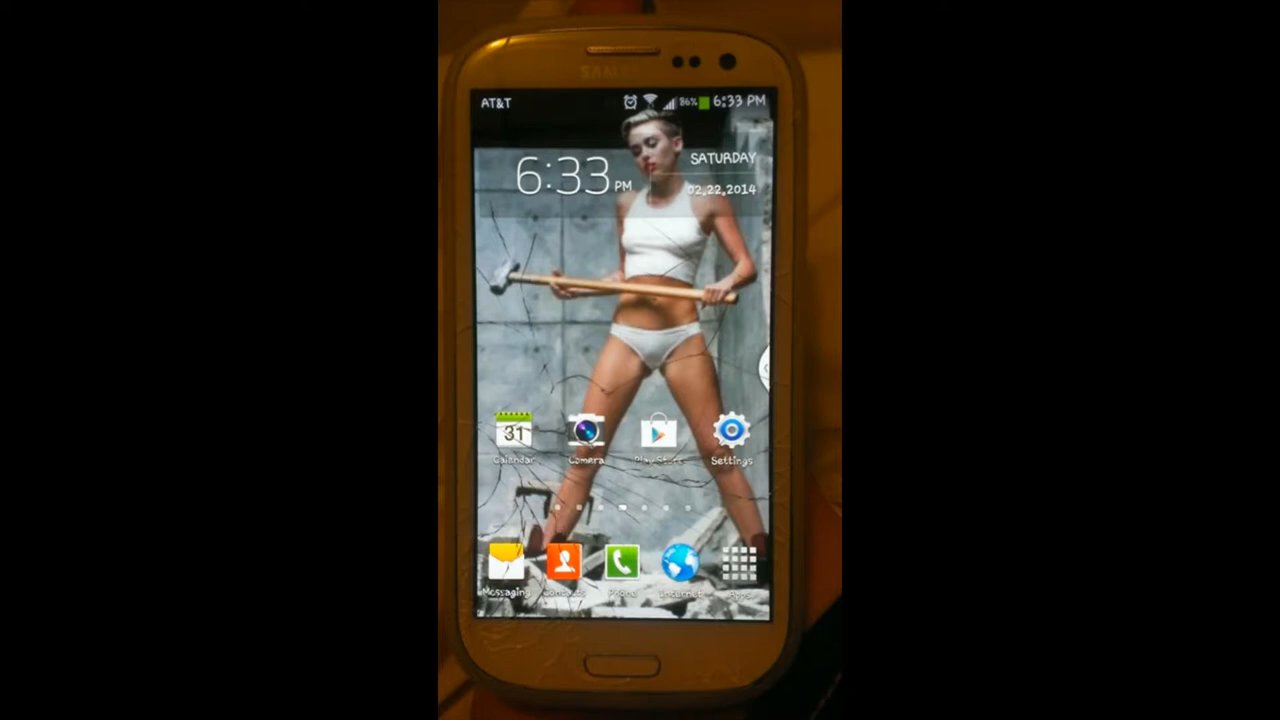 SAMSUNG
AT&T 86% 6:33 PM
6:33 PM
SATURDAY
02.22.2014
31
Calendar Camera Play Store Settings
Messaging Contacts Phone Internet Apps